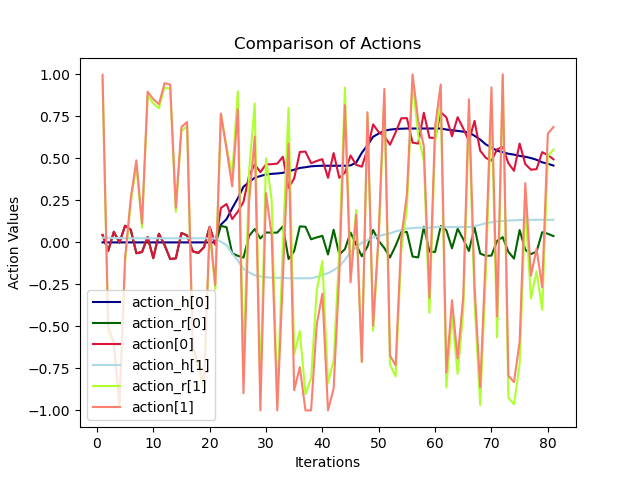 Comparison of Actions
1.00
0.75
0.50
0.25
0.00
−0.25
−0.50
−0.75
−1.00
Action Values
action_h[0]
action_r[0]
action[0]
action_h[1]
action_r[1]
action[1]
0 10 20 30 40 50 60 70 80
Iterations